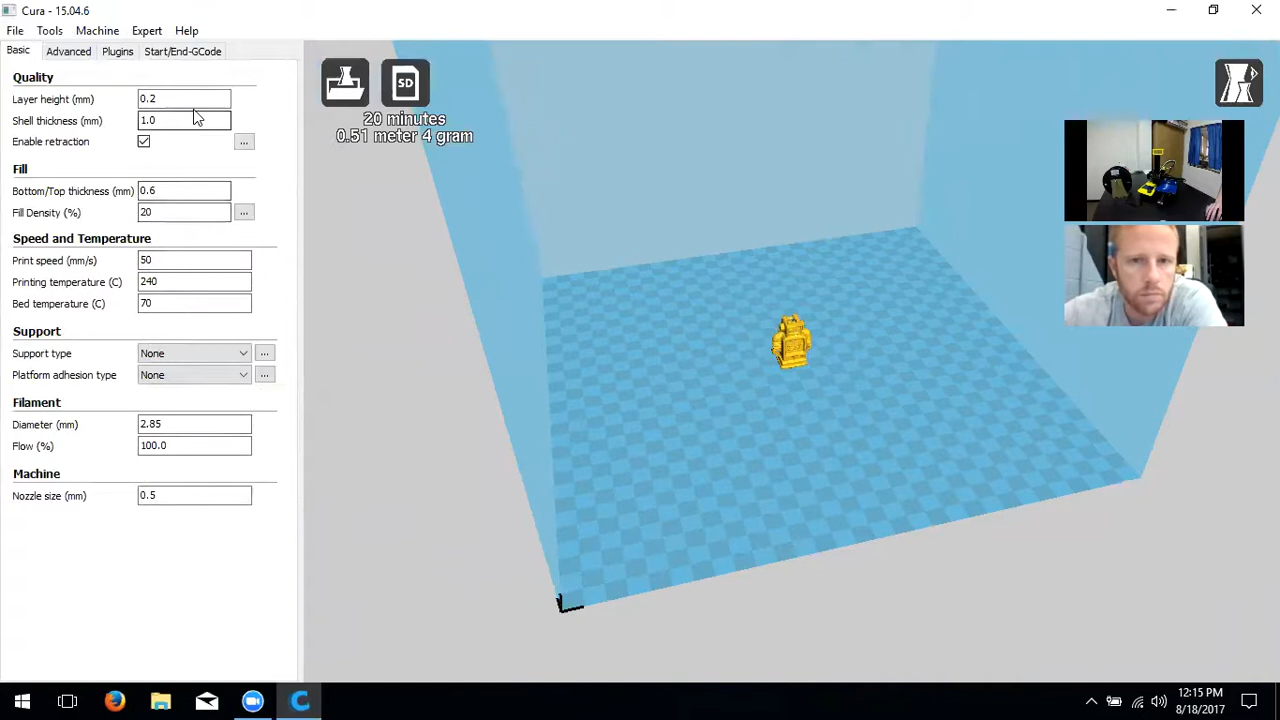 Cura - 15.04.6
File Tools Machine Expert Help
Basic Advanced Plugins Start/End-GCode
Quality
Layer height (mm) 0.2
Shell thickness (mm) 1.0
Enable retraction ...
Fill
Bottom/Top thickness (mm) 0.6
Fill Density (%) 20 ...
Speed and Temperature
Print speed (mm/s) 50
Printing temperature (C) 240
Bed temperature (C) 70
Support
Support type None ...
Platform adhesion type None ...
Filament
Diameter (mm) 2.85
Flow (%) 100.0
Machine
Nozzle size (mm) 0.5
SD
20 minutes
0.51 meter 4 gram
12:15 PM
8/18/2017